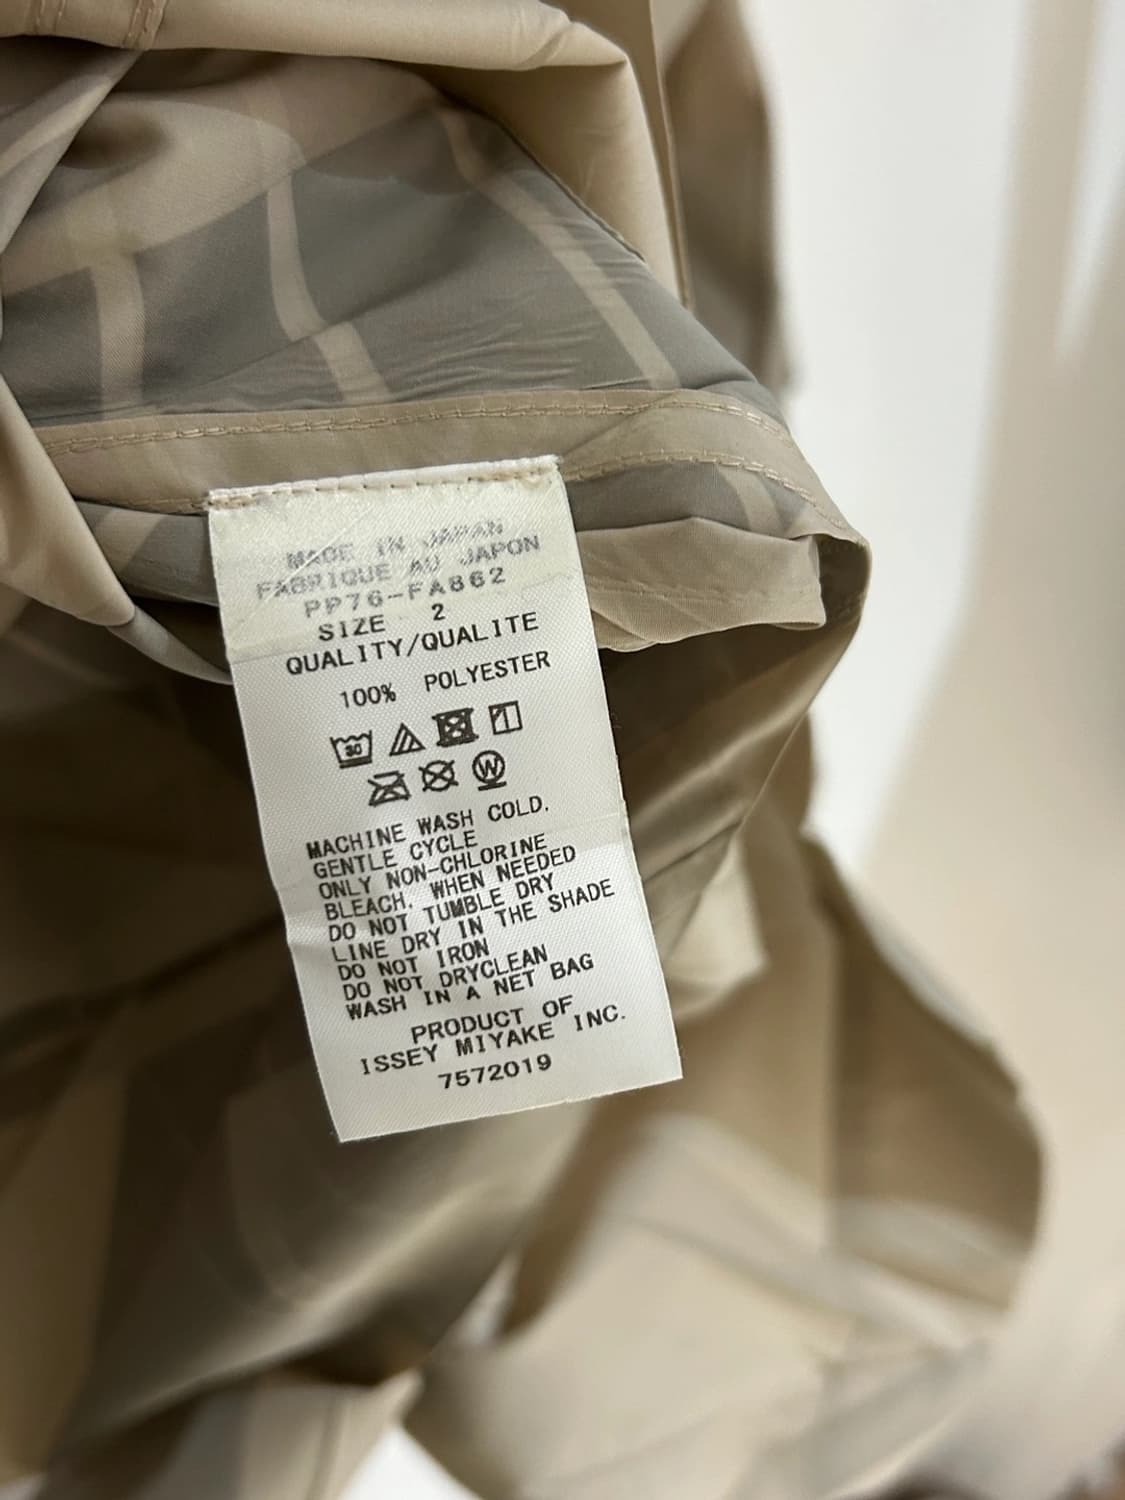 MADE IN JAPAN
FABRIQUE AU JAPON
PP76-FA862
SIZE 2
QUALITY/QUALITE
100% POLYESTER
30
W
MACHINE WASH COLD.
GENTLE CYCLE
ONLY NON-CHLORINE
BLEACH. WHEN NEEDED
DO NOT TUMBLE DRY
LINE DRY IN THE SHADE
DO NOT IRON
DO NOT DRYCLEAN
WASH IN A NET BAG
PRODUCT OF
ISSEY MIYAKE INC.
7572019